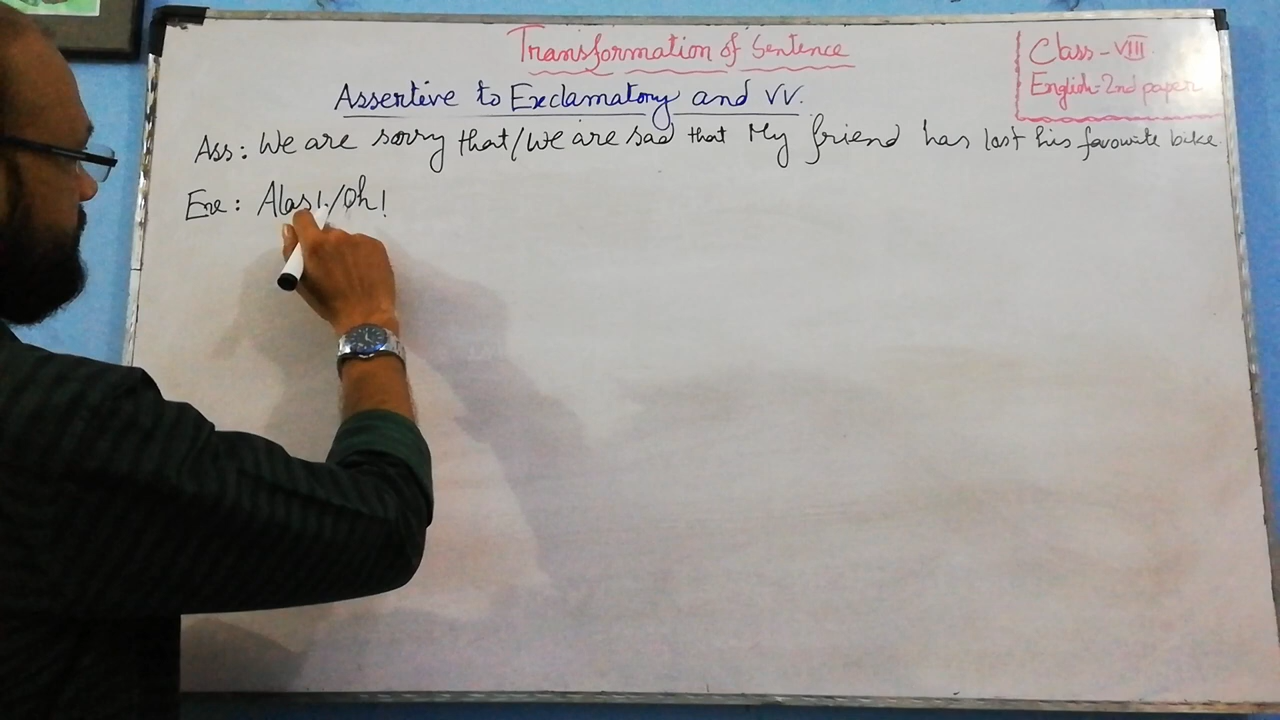 Transformation of Sentence
Class-VIII
English-2nd paper
Assertive to Exclamatory and VV.
Ass: We are sorry that/We are sad that My friend has lost his favourite bike.
Exe: Alas!/Oh!